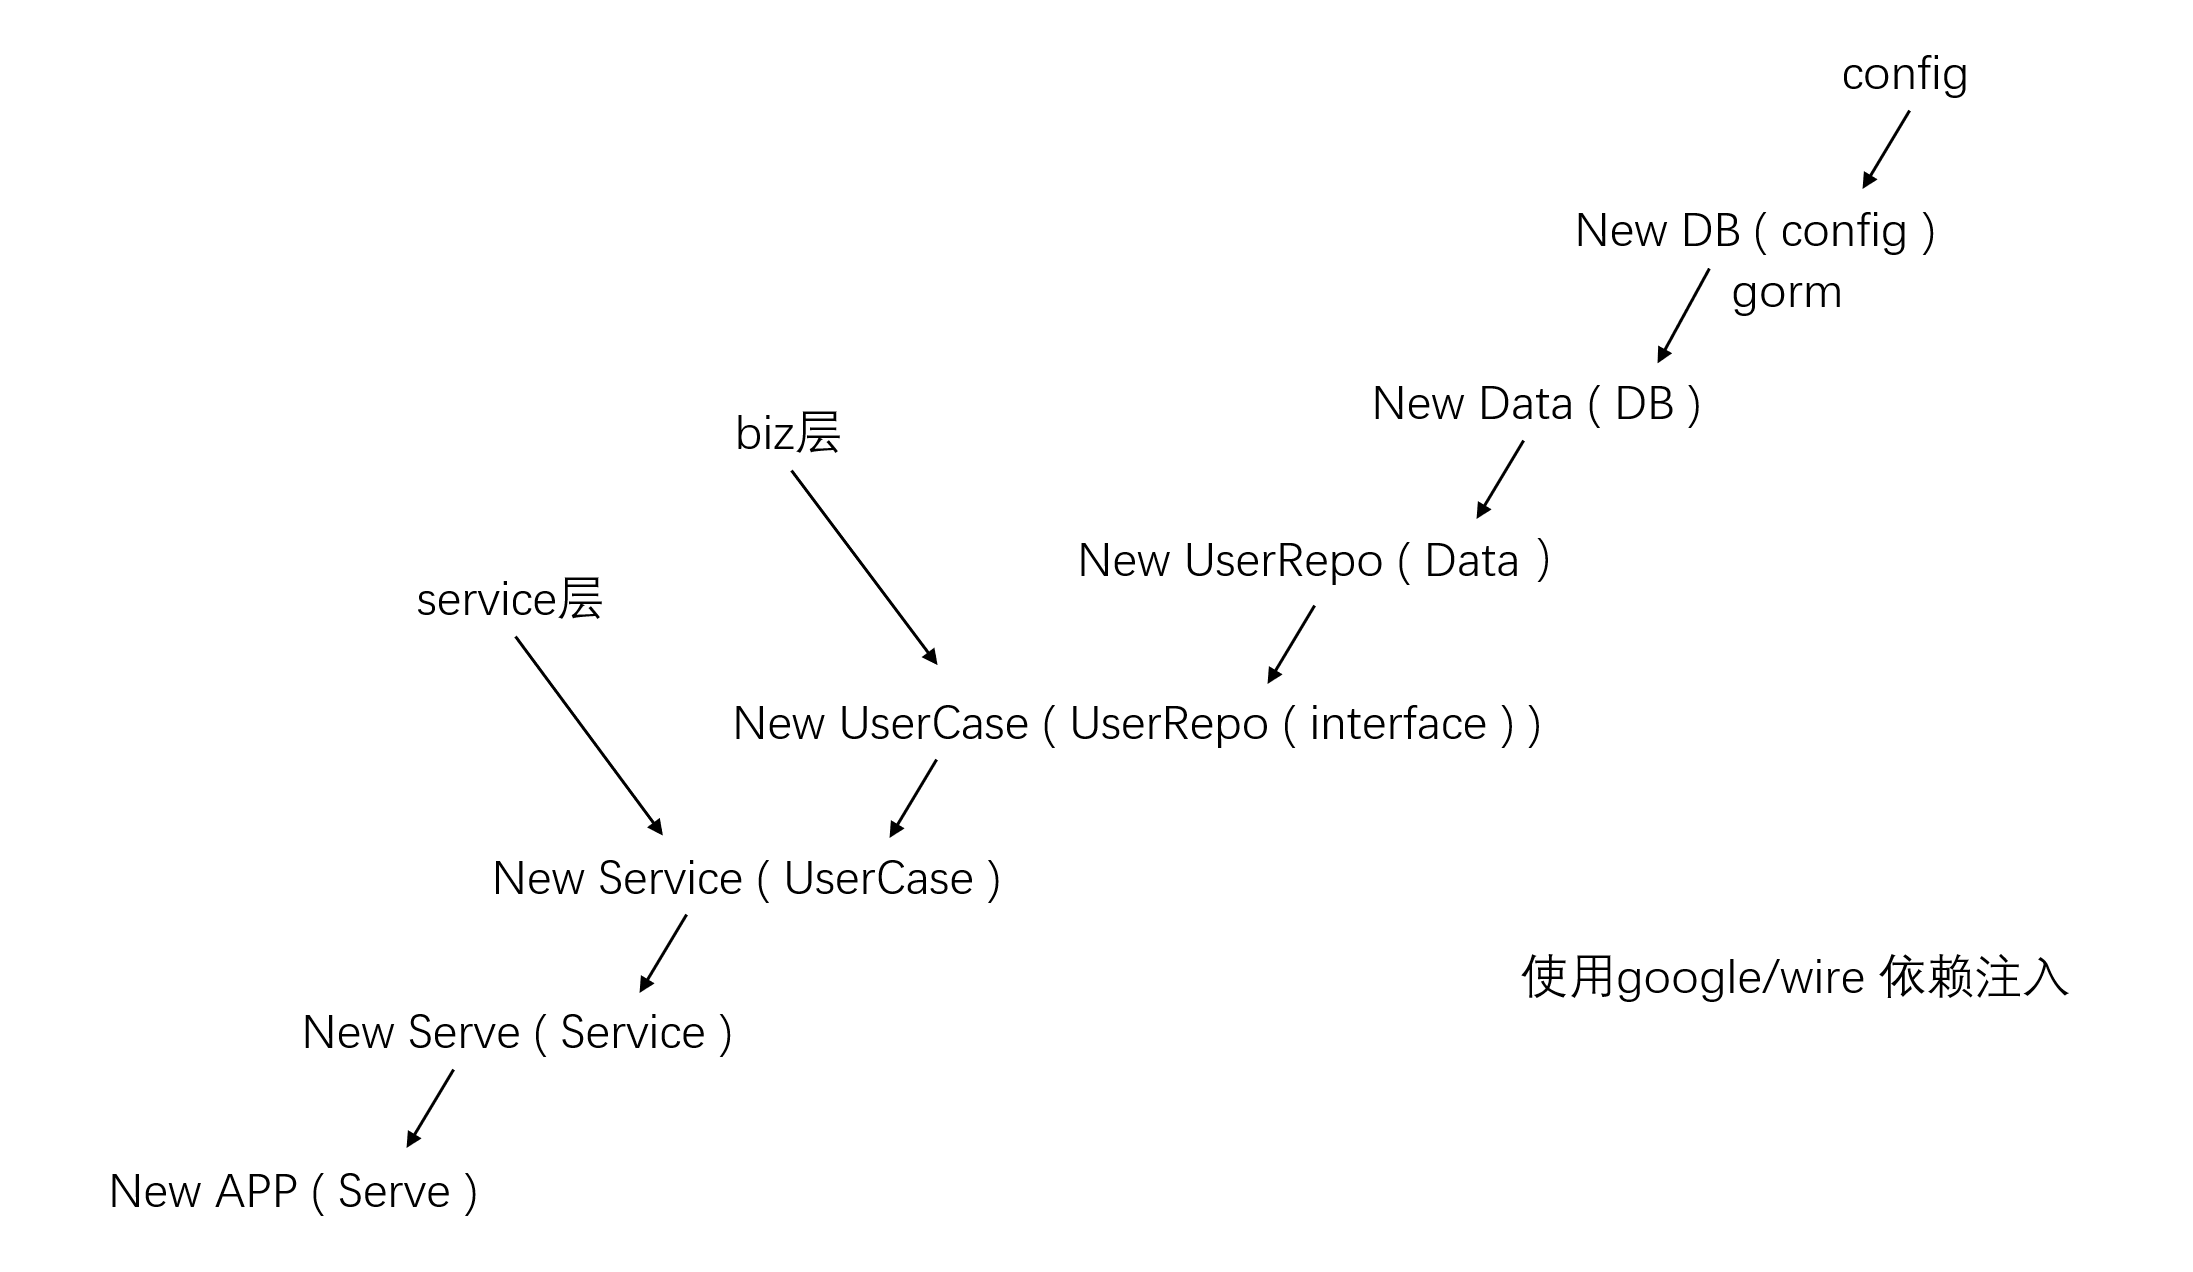 config
New DB ( config )
gorm
New Data ( DB )
biz层
New UserRepo ( Data )
service层
New UserCase ( UserRepo ( interface ) )
New Service ( UserCase )
使用google/wire 依赖注入
New Serve ( Service )
New APP ( Serve )